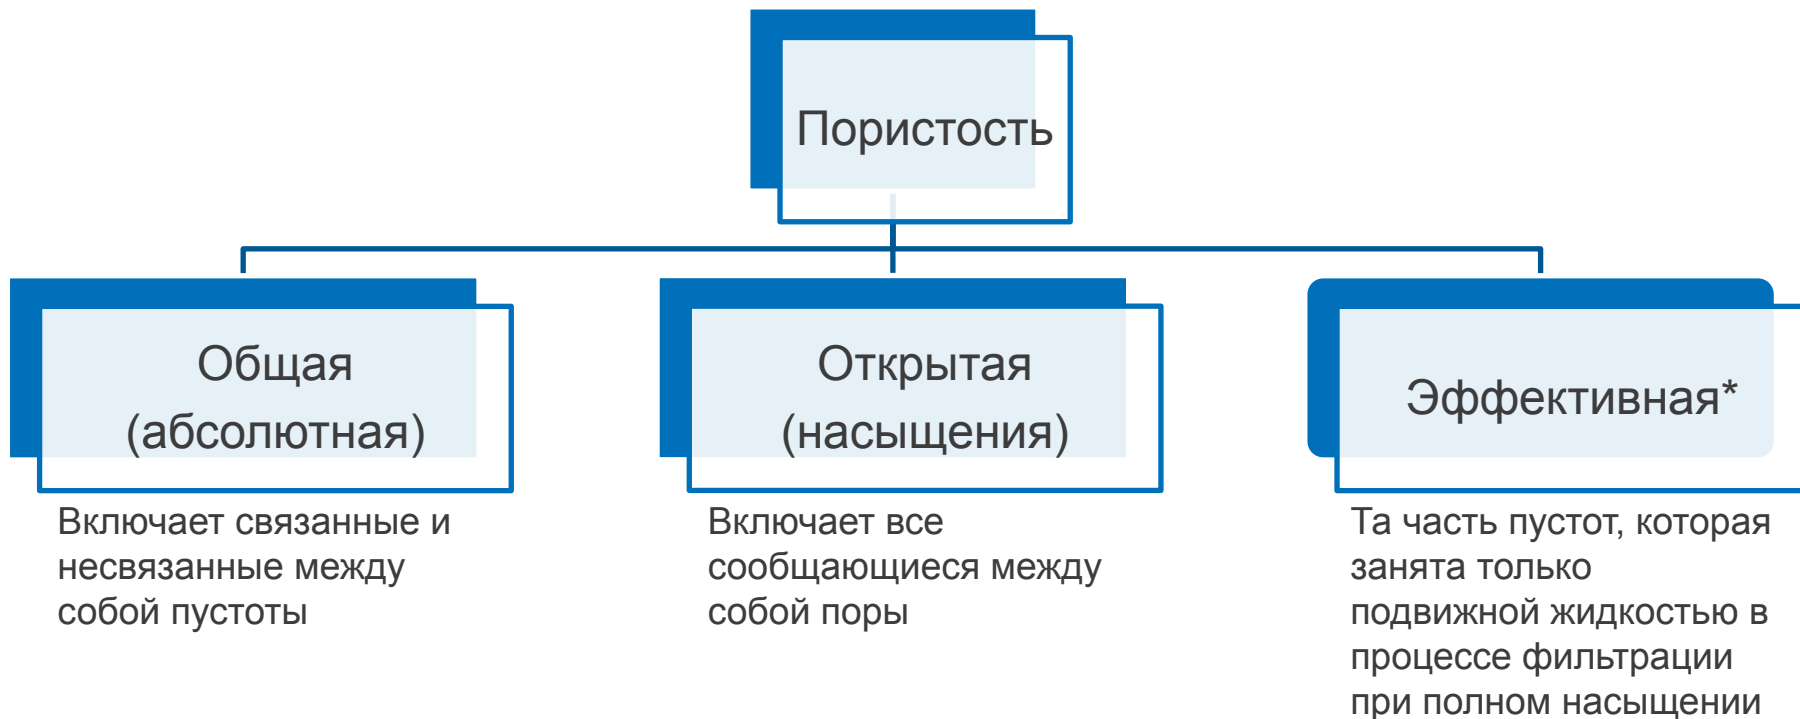 Пористость
Общая
(абсолютная)
Открытая
(насыщения)
Эффективная*
Включает связанные и
несвязанные между
собой пустоты
Включает все
сообщающиеся между
собой поры
Та часть пустот, которая
занята только
подвижной жидкостью в
процессе фильтрации
при полном насыщении